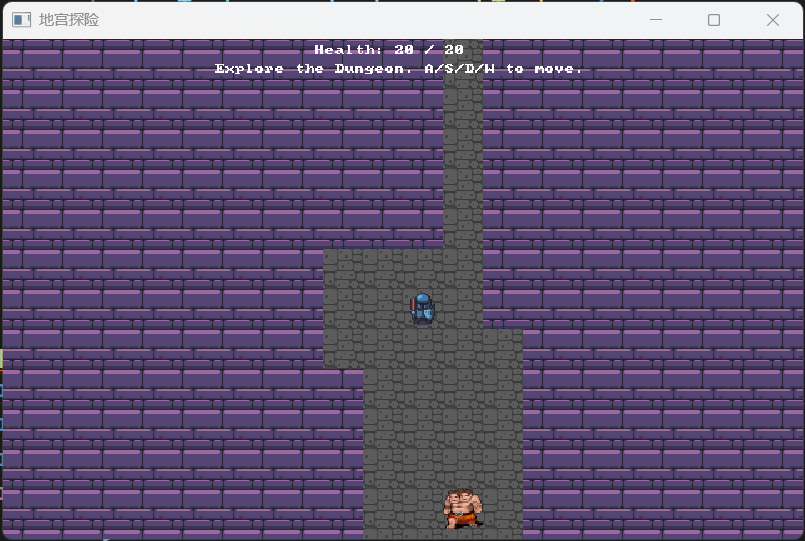 地宫探险
Health: 20 / 20
Explore the Dungeon. A/S/D/W to move.